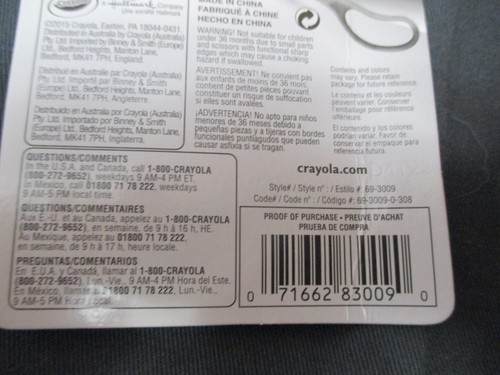 Hallmark Company
Une société Hallmark
©2015 Crayola, Easton, PA 18044-0431
Distributed in Australia by Crayola (Australia)
Pty Ltd. Imported by Binney & Smith (Europe)
Ltd., Bedford Heights, Manton Lane,
Bedford, MK41 7PH, England.
Distribué en Australie par Crayola (Australia)
Pty Ltd. Importé par Binney & Smith
(Europe) Ltd., Bedford Heights, Manton Lane,
Bedford, MK41 7PH, Angleterre.
Distribuido en Australia por Crayola (Australia)
Pty Ltd. Importado por Binney & Smith
(Europe) Ltd., Bedford Heights, Manton Lane,
Bedford, MK41 7PH, Inglaterra.
QUESTIONS/COMMENTS
In the U.S.A. and Canada, call 1-800-CRAYOLA
(800-272-9652), weekdays 9 AM-4 PM ET.
In Mexico, call 01800 71 78 222, weekdays
9 AM-5 PM local time.
QUESTIONS/COMMENTAIRES
Aux É.-U. et au Canada, appelez au 1-800-CRAYOLA
(800-272-9652), en semaine, de 9 h à 16 h, HE.
Au Mexique, appelez au 01800 71 78 222,
en semaine, de 9 h à 17 h, heure locale.
PREGUNTAS/COMENTARIOS
En E.U.A. y Canadá, llamar al 1-800-CRAYOLA
(800-272-9652), Lun.-Vie., 9 AM-4 PM Hora del Este.
En México, llamar al 01800 71 78 222, Lun.-Vie.,
9 AM-5 PM Hora local.
MADE IN CHINA
FABRIQUÉ À CHINE
HECHO EN CHINA
WARNING! Not suitable for children
under 36 months due to small parts
and scissors with functional sharp
edges which may cause a choking
hazard if swallowed.
AVERTISSEMENT! Ne convient pas
aux enfants de moins de 36 mois,
contient de petites pièces pouvant
constituer un risque de suffocation
si elles sont avalées.
¡ADVERTENCIA! No apto para niños
menores de 36 meses debido a
pequeñas piezas y a tijeras con bordes
funcionales puntiagudos que pueden
causar asfixia si se tragan.
Contents and colors
may vary. Please retain
package for future reference.
Le contenu et les couleurs
peuvent varier. Conservez
l'emballage pour référence
ultérieure.
El contenido y los colores
podrían variar. Favor de
conservar el empaque para
referencia futura.
crayola.com
Style# / Style n° : / Estilo #: 69-3009
Code# / Code n° : / Código #: 69-3009-0-308
PROOF OF PURCHASE • PREUVE D'ACHAT
PRUEBA DE COMPRA
0 71662 83009 0